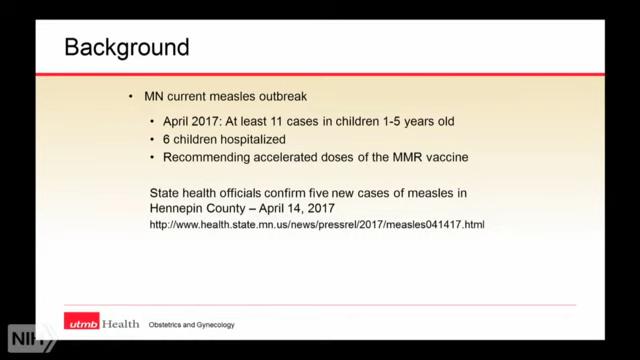 Background
• MN current measles outbreak
• April 2017: At least 11 cases in children 1-5 years old
• 6 children hospitalized
• Recommending accelerated doses of the MMR vaccine
State health officials confirm five new cases of measles in
Hennepin County – April 14, 2017
http://www.health.state.mn.us/news/pressrel/2017/measles041417.html
utmb Health Obstetrics and Gynecology
NIH